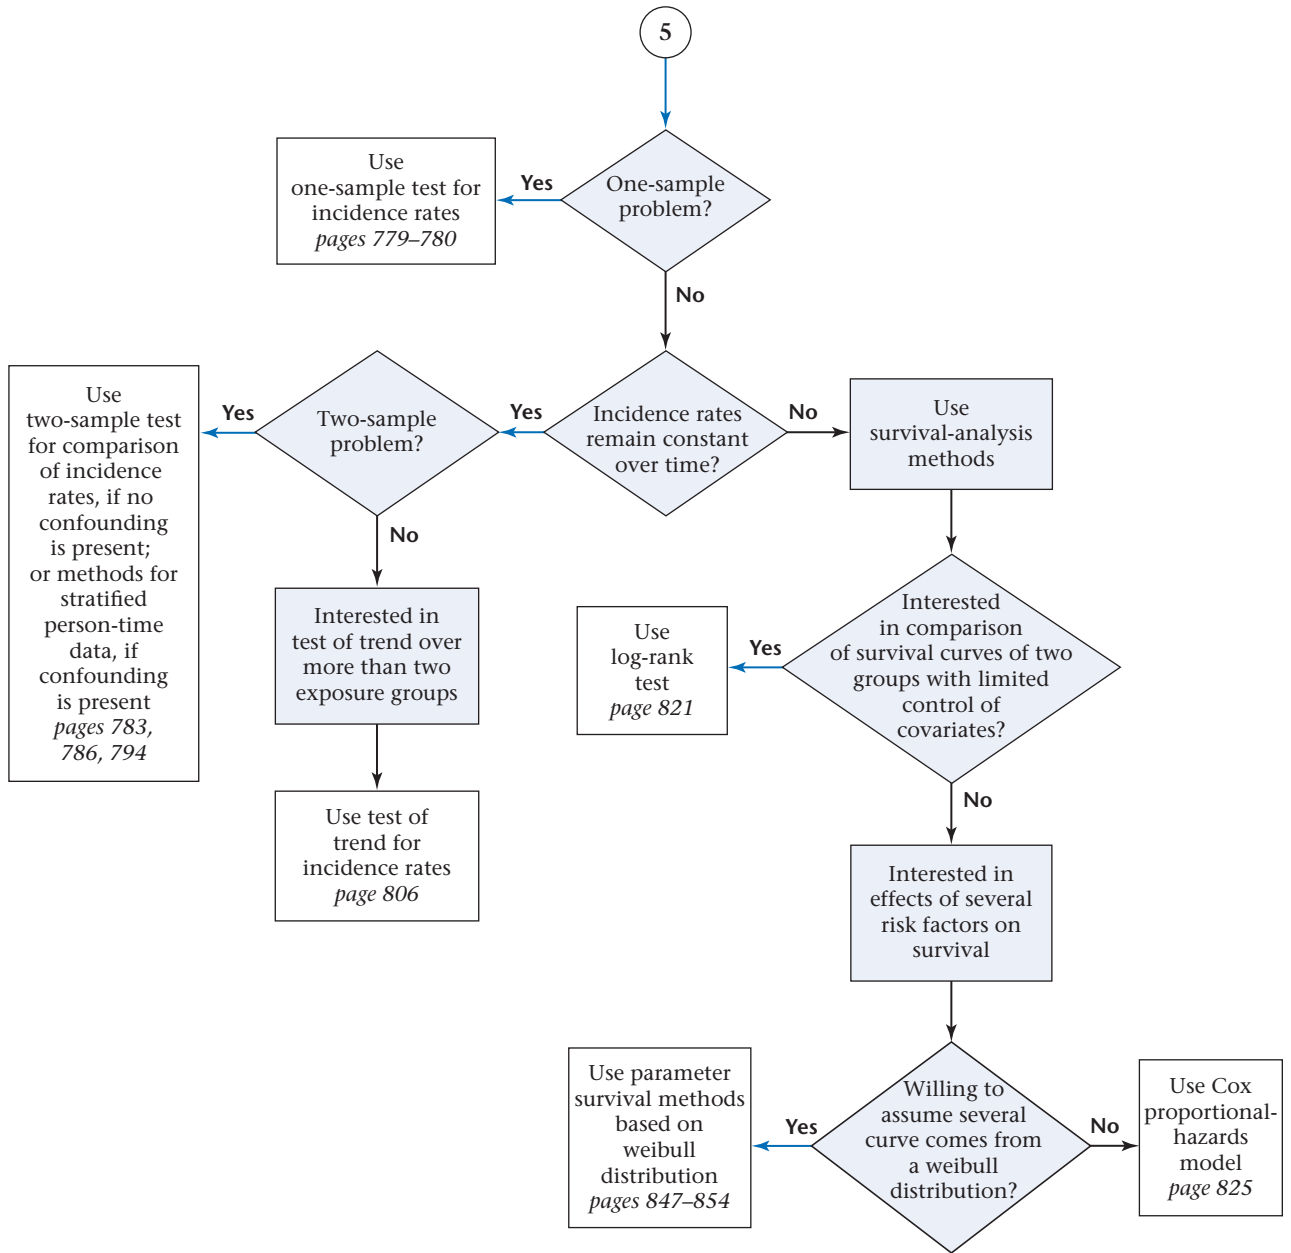 5
One-sample
problem?
Yes
Use
one-sample test for
incidence rates
pages 779–780
No
Incidence rates
remain constant
over time?
Yes
Two-sample
problem?
Yes
Use
two-sample test
for comparison
of incidence
rates, if no
confounding
is present;
or methods for
stratified
person-time
data, if
confounding
is present
pages 783,
786, 794
No
Interested in
test of trend over
more than two
exposure groups
Use test of
trend for
incidence rates
page 806
No
Use
survival-analysis
methods
Interested
in comparison
of survival curves of two
groups with limited
control of
covariates?
Yes
Use
log-rank
test
page 821
No
Interested in
effects of several
risk factors on
survival
Willing to
assume several
curve comes from
a weibull
distribution?
Yes
Use parameter
survival methods
based on
weibull
distribution
pages 847–854
No
Use Cox
proportional-
hazards
model
page 825